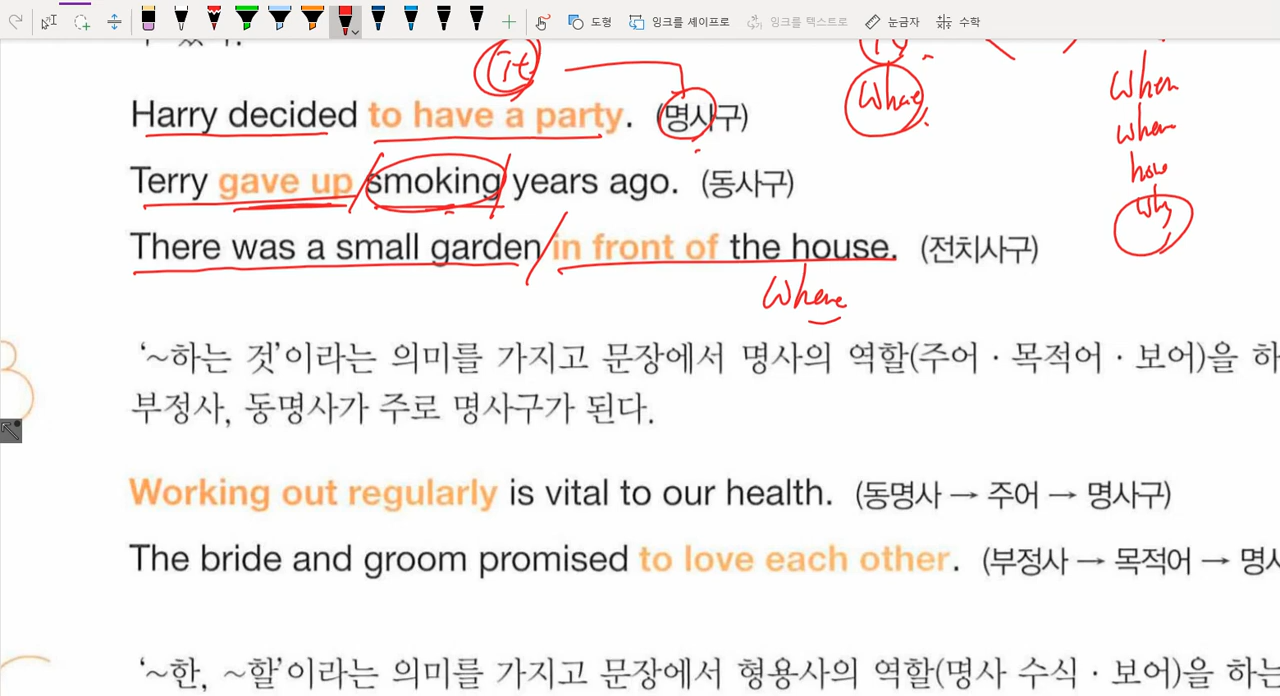 도형 잉크를 셰이프로 잉크를 텍스트로 눈금자 수학
it
When
Harry decided to have a party. (명사구)
when
Terry gave up smoking years ago. (동사구)
how
why
There was a small garden in front of the house. (전치사구)
where
‘~하는 것’이라는 의미를 가지고 문장에서 명사의 역할(주어 · 목적어 · 보어)을 하
부정사, 동명사가 주로 명사구가 된다.
Working out regularly is vital to our health. (동명사 → 주어 → 명사구)
The bride and groom promised to love each other. (부정사 → 목적어 → 명사
‘~한, ~할’이라는 의미를 가지고 문장에서 형용사의 역할(명사 수식 · 보어)을 하는